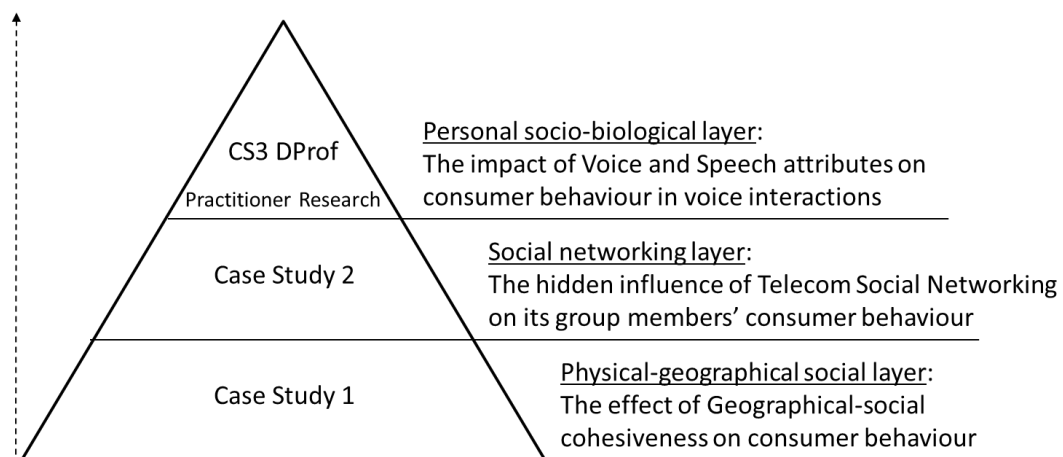 CS3 DProf
Practitioner Research
Personal socio-biological layer:
The impact of Voice and Speech attributes on
consumer behaviour in voice interactions
Case Study 2
Social networking layer:
The hidden influence of Telecom Social Networking
on its group members’ consumer behaviour
Case Study 1
Physical-geographical social layer:
The effect of Geographical-social
cohesiveness on consumer behaviour